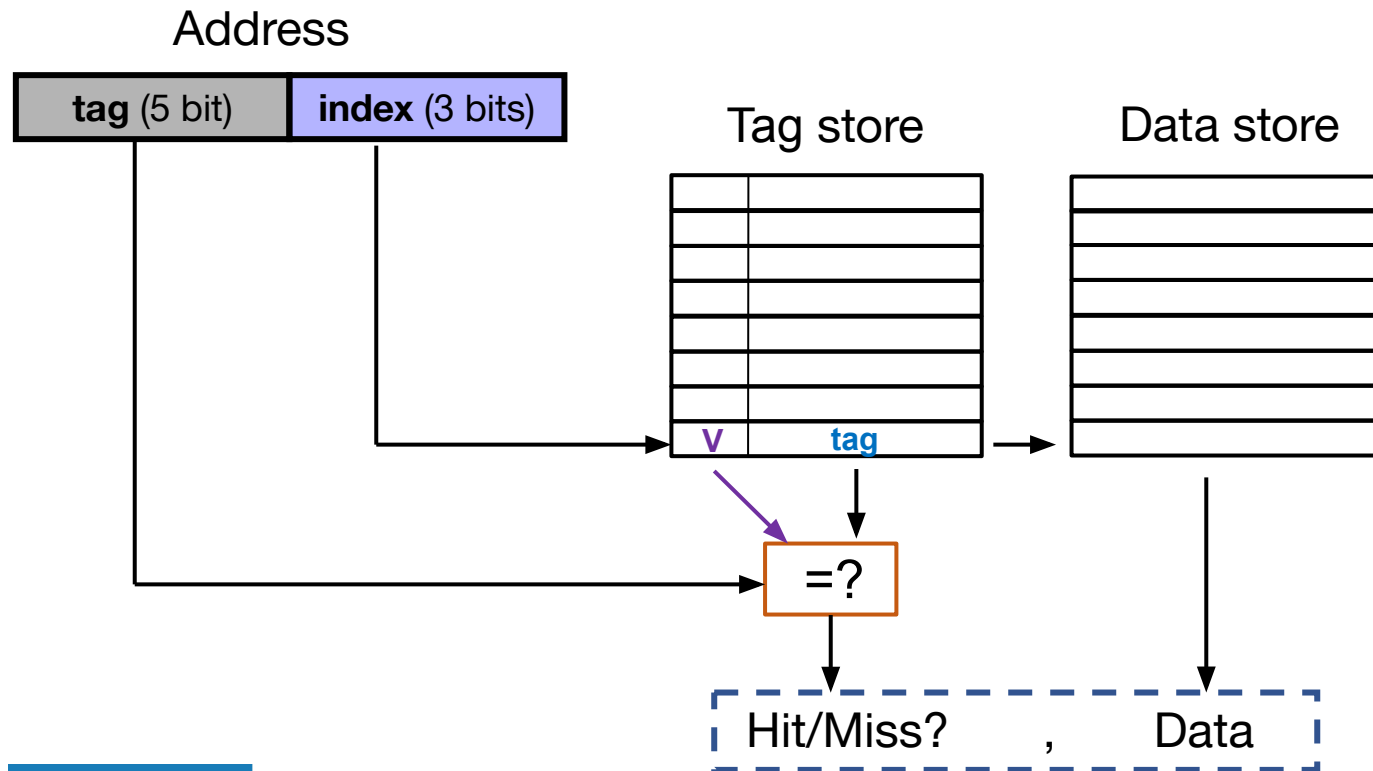 Address
tag (5 bit) index (3 bits)
Tag store
Data store
V tag
=?
Hit/Miss? , Data